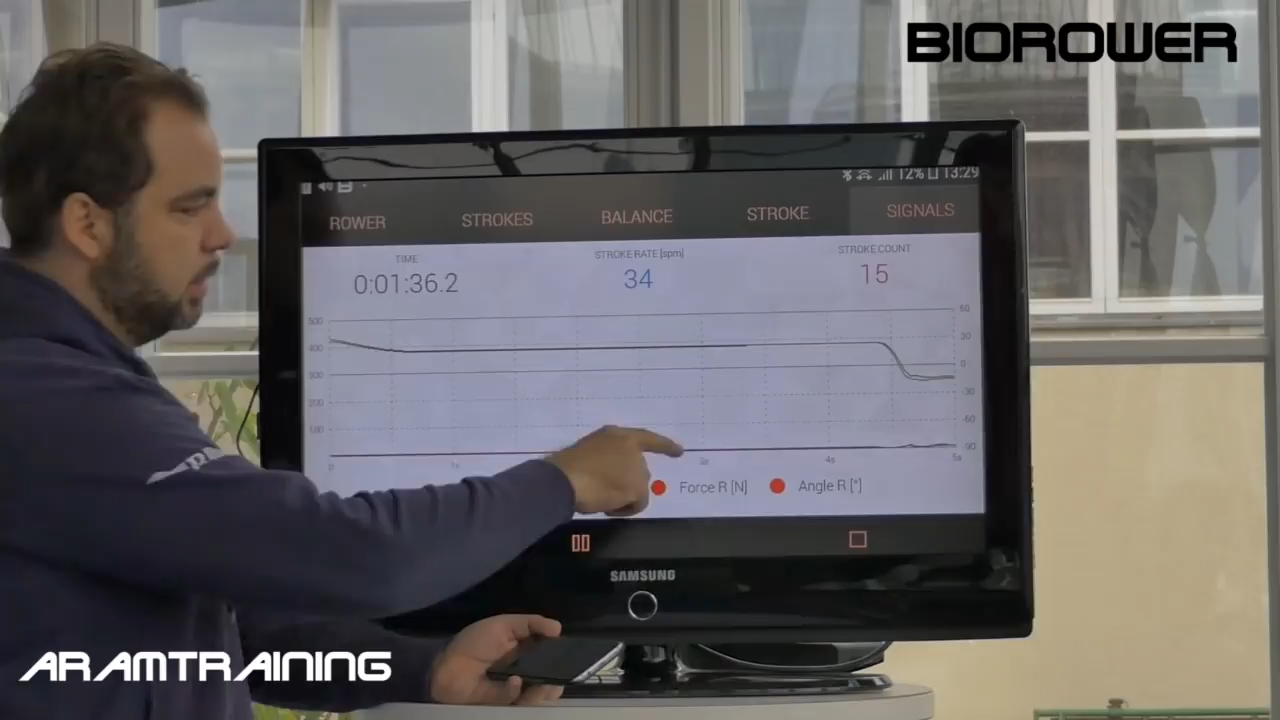 BIOROWER
12% 13:29
ROWER STROKES BALANCE STROKE SIGNALS
TIME STROKE RATE [spm] STROKE COUNT
0:01:36.2 34 15
500 60
400 30
300 0
200 -30
100 -60
-90
0 1s 3s 4s 5s
Force R [N] Angle R [°]
SAMSUNG
ARAMTRAINING